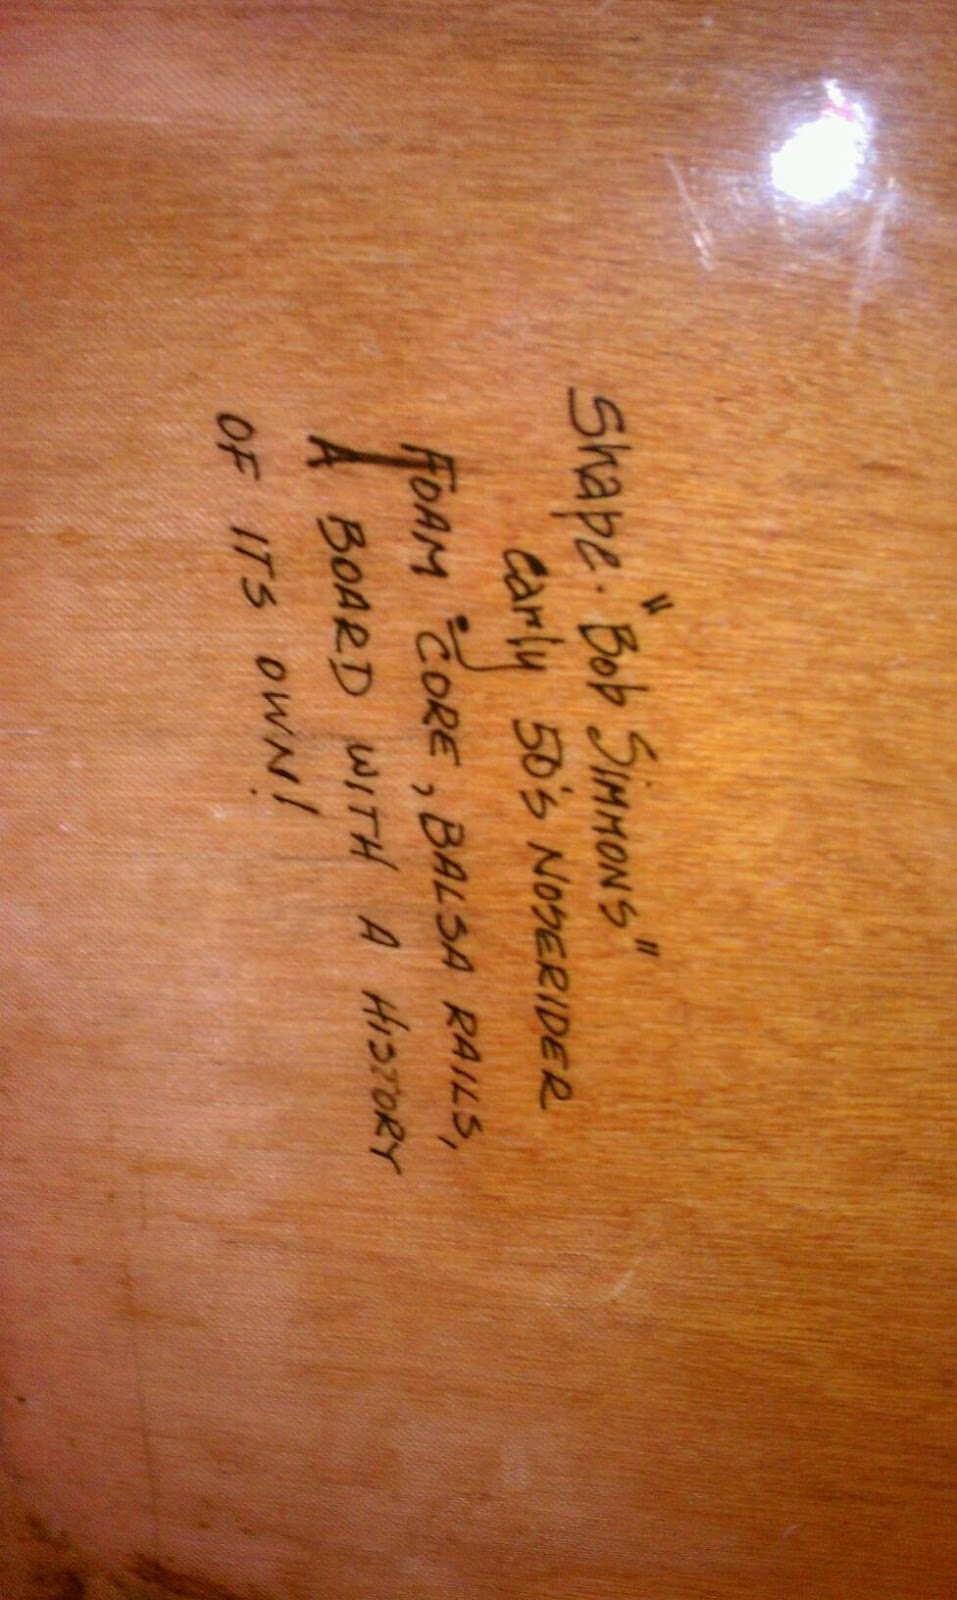 Shape. "Bob Simmons"
early 50's NOSERIDER
FOAM CORE, BALSA RAILS,
A BOARD WITH A HISTORY
OF ITS OWN!